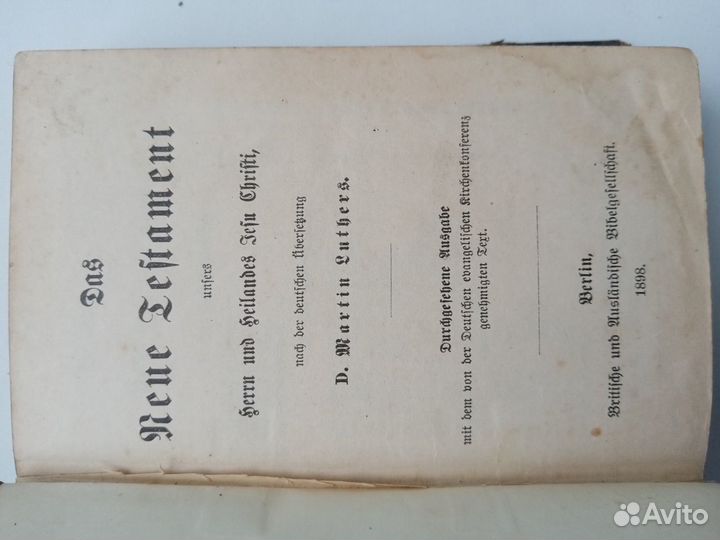 Das
Neue Testament
unsers
Herrn und Heilandes Jesu Christi,
nach der deutschen Übersetzung
D. Martin Luthers.
Durchgesehene Ausgabe
mit dem von der Deutschen evangelischen Kirchenkonferenz
genehmigten Text.
Berlin,
Britische und Ausländische Bibelgesellschaft.
1898.
Avito